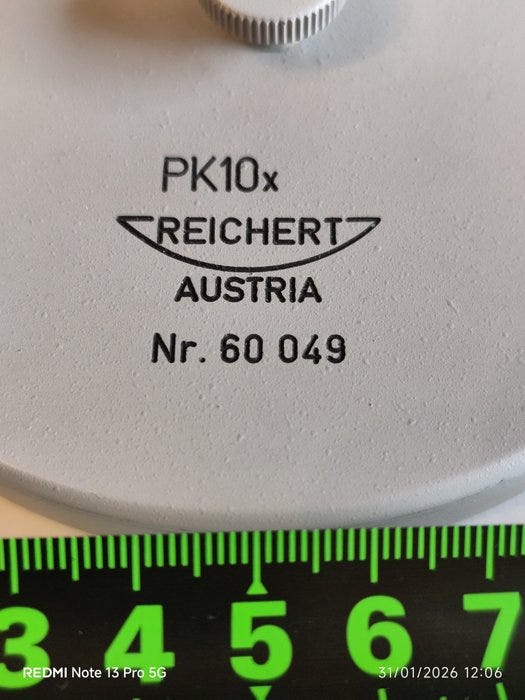 PK10x
REICHERT
AUSTRIA
Nr. 60 049
3 4 5 6 7
REDMI Note 13 Pro 5G
31/01/2026 12:06